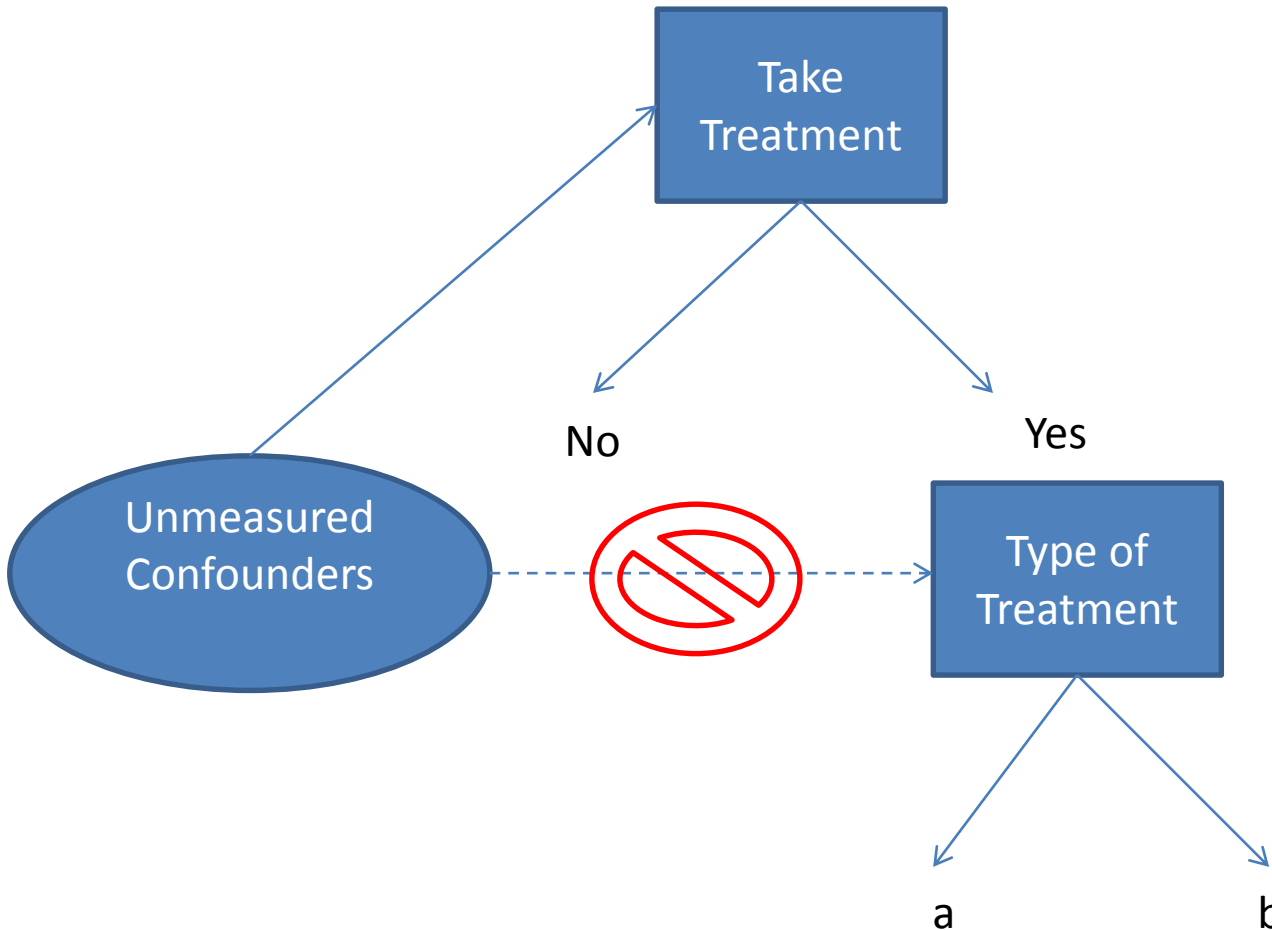 Take
Treatment
No
Yes
Unmeasured
Confounders
Type of
Treatment
a
b